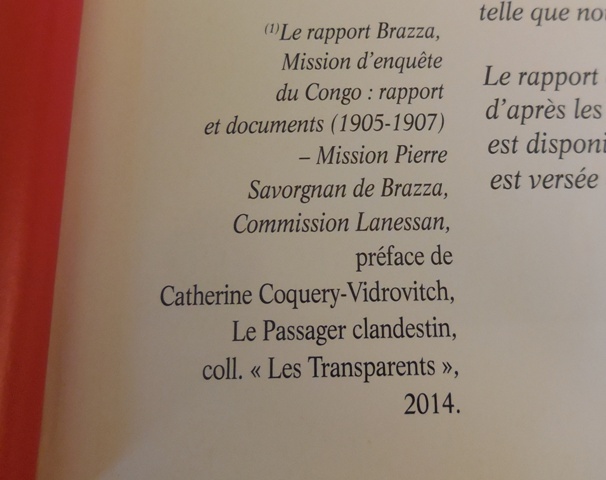 (1)Le rapport Brazza,
Mission d'enquête
du Congo : rapport
et documents (1905-1907)
– Mission Pierre
Savorgnan de Brazza,
Commission Lanessan,
préface de
Catherine Coquery-Vidrovitch,
Le Passager clandestin,
coll. « Les Transparents »,
2014.
telle que
Le rapport
d'après les
est
est versée